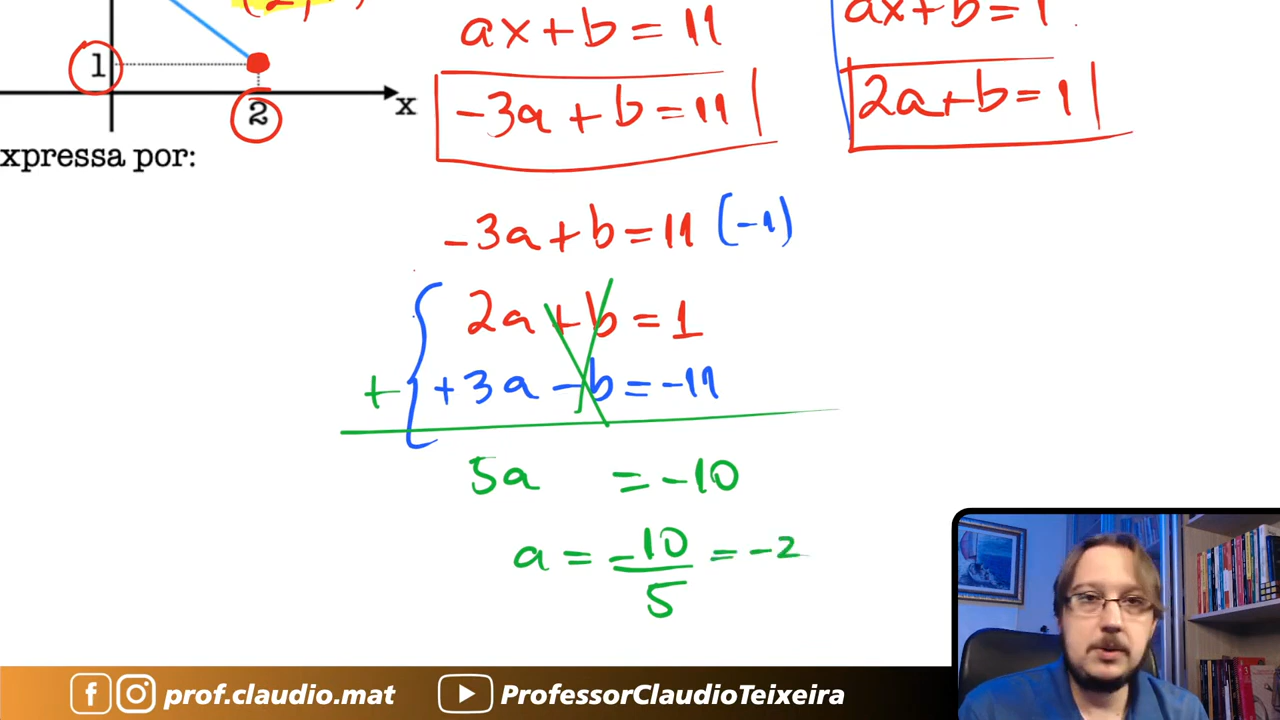 ax+b=11
ax+b=1
1
-3a+b=11
2a+b=1
2
x
xpressa por:
-3a+b=11 (-1)
2a+b=1
+ +3a-b=-11
5a =-10
a = -10/5 = -2
prof.claudio.mat
ProfessorClaudioTeixeira